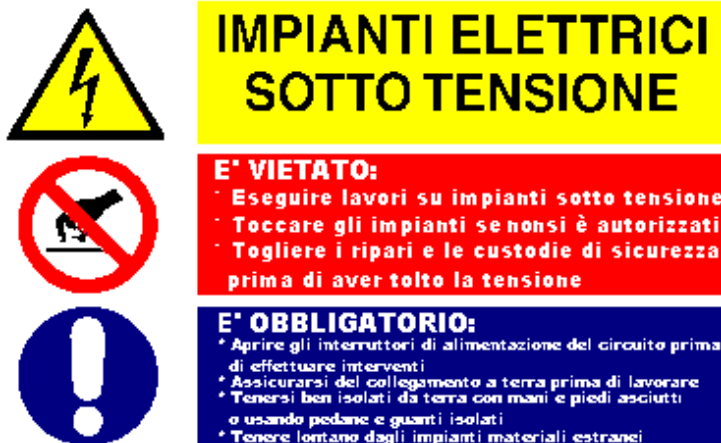 IMPIANTI ELETTRICI
SOTTO TENSIONE
E' VIETATO:
- Eseguire lavori su impianti sotto tensione
- Toccare gli impianti se non si è autorizzati
- Togliere i ripari e le custodie di sicurezza
prima di aver tolto la tensione
E' OBBLIGATORIO:
* Aprire gli interruttori di alimentazione del circuito prima
di effettuare interventi
* Assicurarsi del collegamento a terra prima di lavorare
* Tenersi ben isolati da terra con mani e piedi asciutti
o usando pedane e guanti isolati
* Tenere lontano dagli impianti materiali estranei